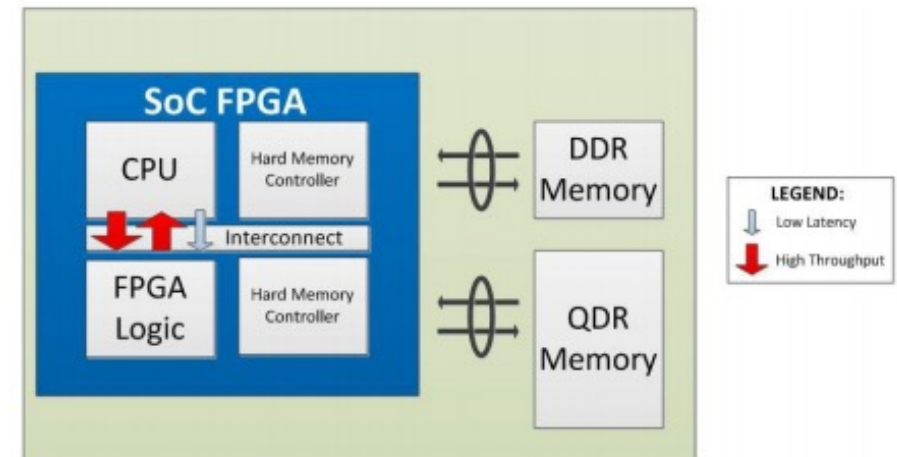 SoC FPGA
CPU
Hard Memory
Controller
Interconnect
FPGA
Logic
Hard Memory
Controller
DDR
Memory
QDR
Memory
LEGEND:
Low Latency
High Throughput